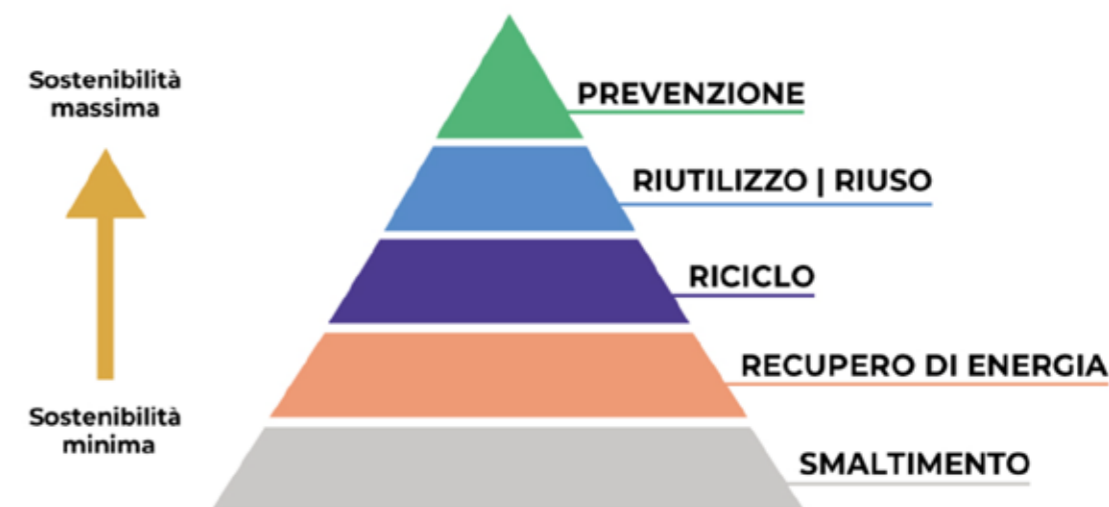 Sostenibilità
massima
PREVENZIONE
RIUTILIZZO | RIUSO
RICICLO
RECUPERO DI ENERGIA
Sostenibilità
minima
SMALTIMENTO